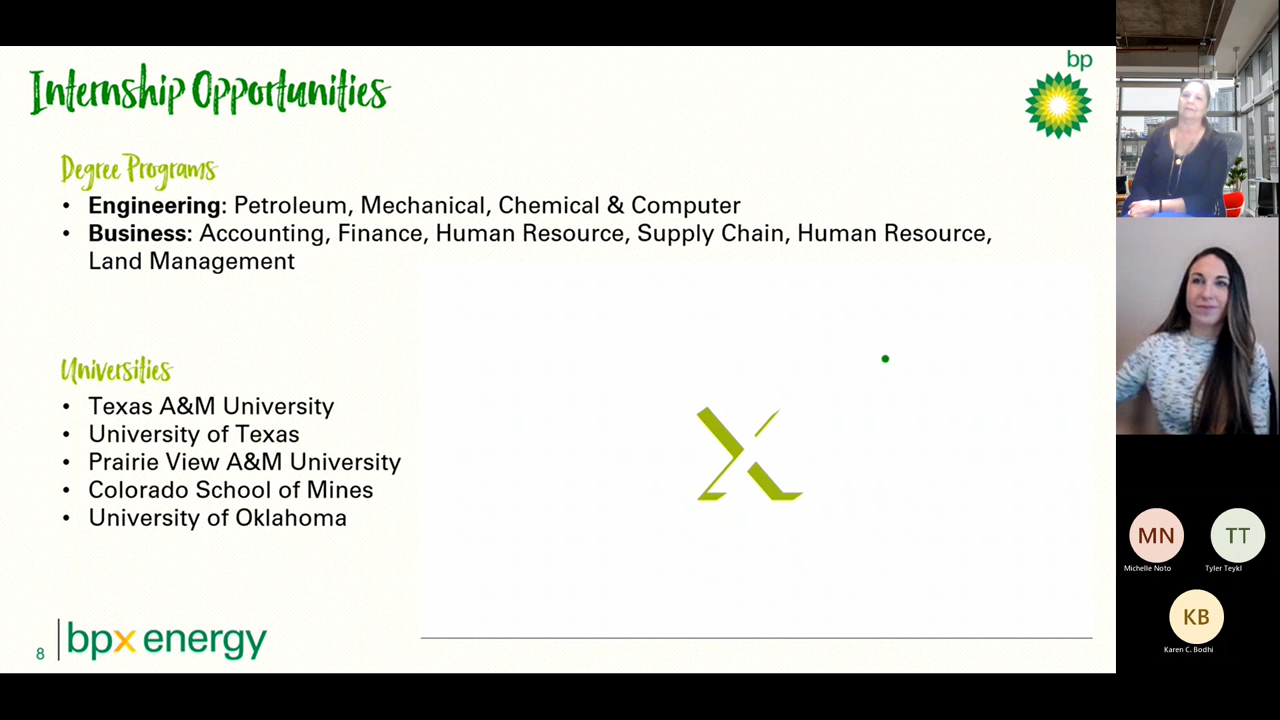 Internship Opportunities
bp
Degree Programs
• Engineering: Petroleum, Mechanical, Chemical & Computer
• Business: Accounting, Finance, Human Resource, Supply Chain, Human Resource,
Land Management
Universities
• Texas A&M University
• University of Texas
• Prairie View A&M University
• Colorado School of Mines
• University of Oklahoma
X
8
bpx energy
MN
Michelle Noto
TT
Tyler Teykl
KB
Karen C. Bodhi